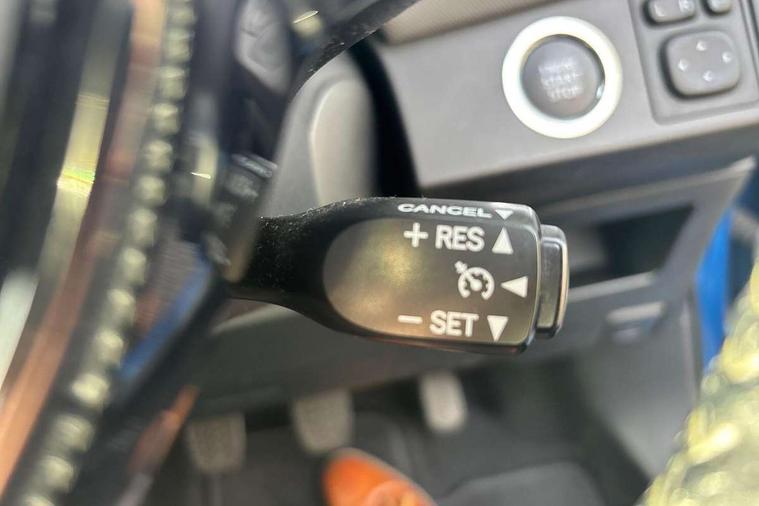 CANCEL
+ RES
- SET